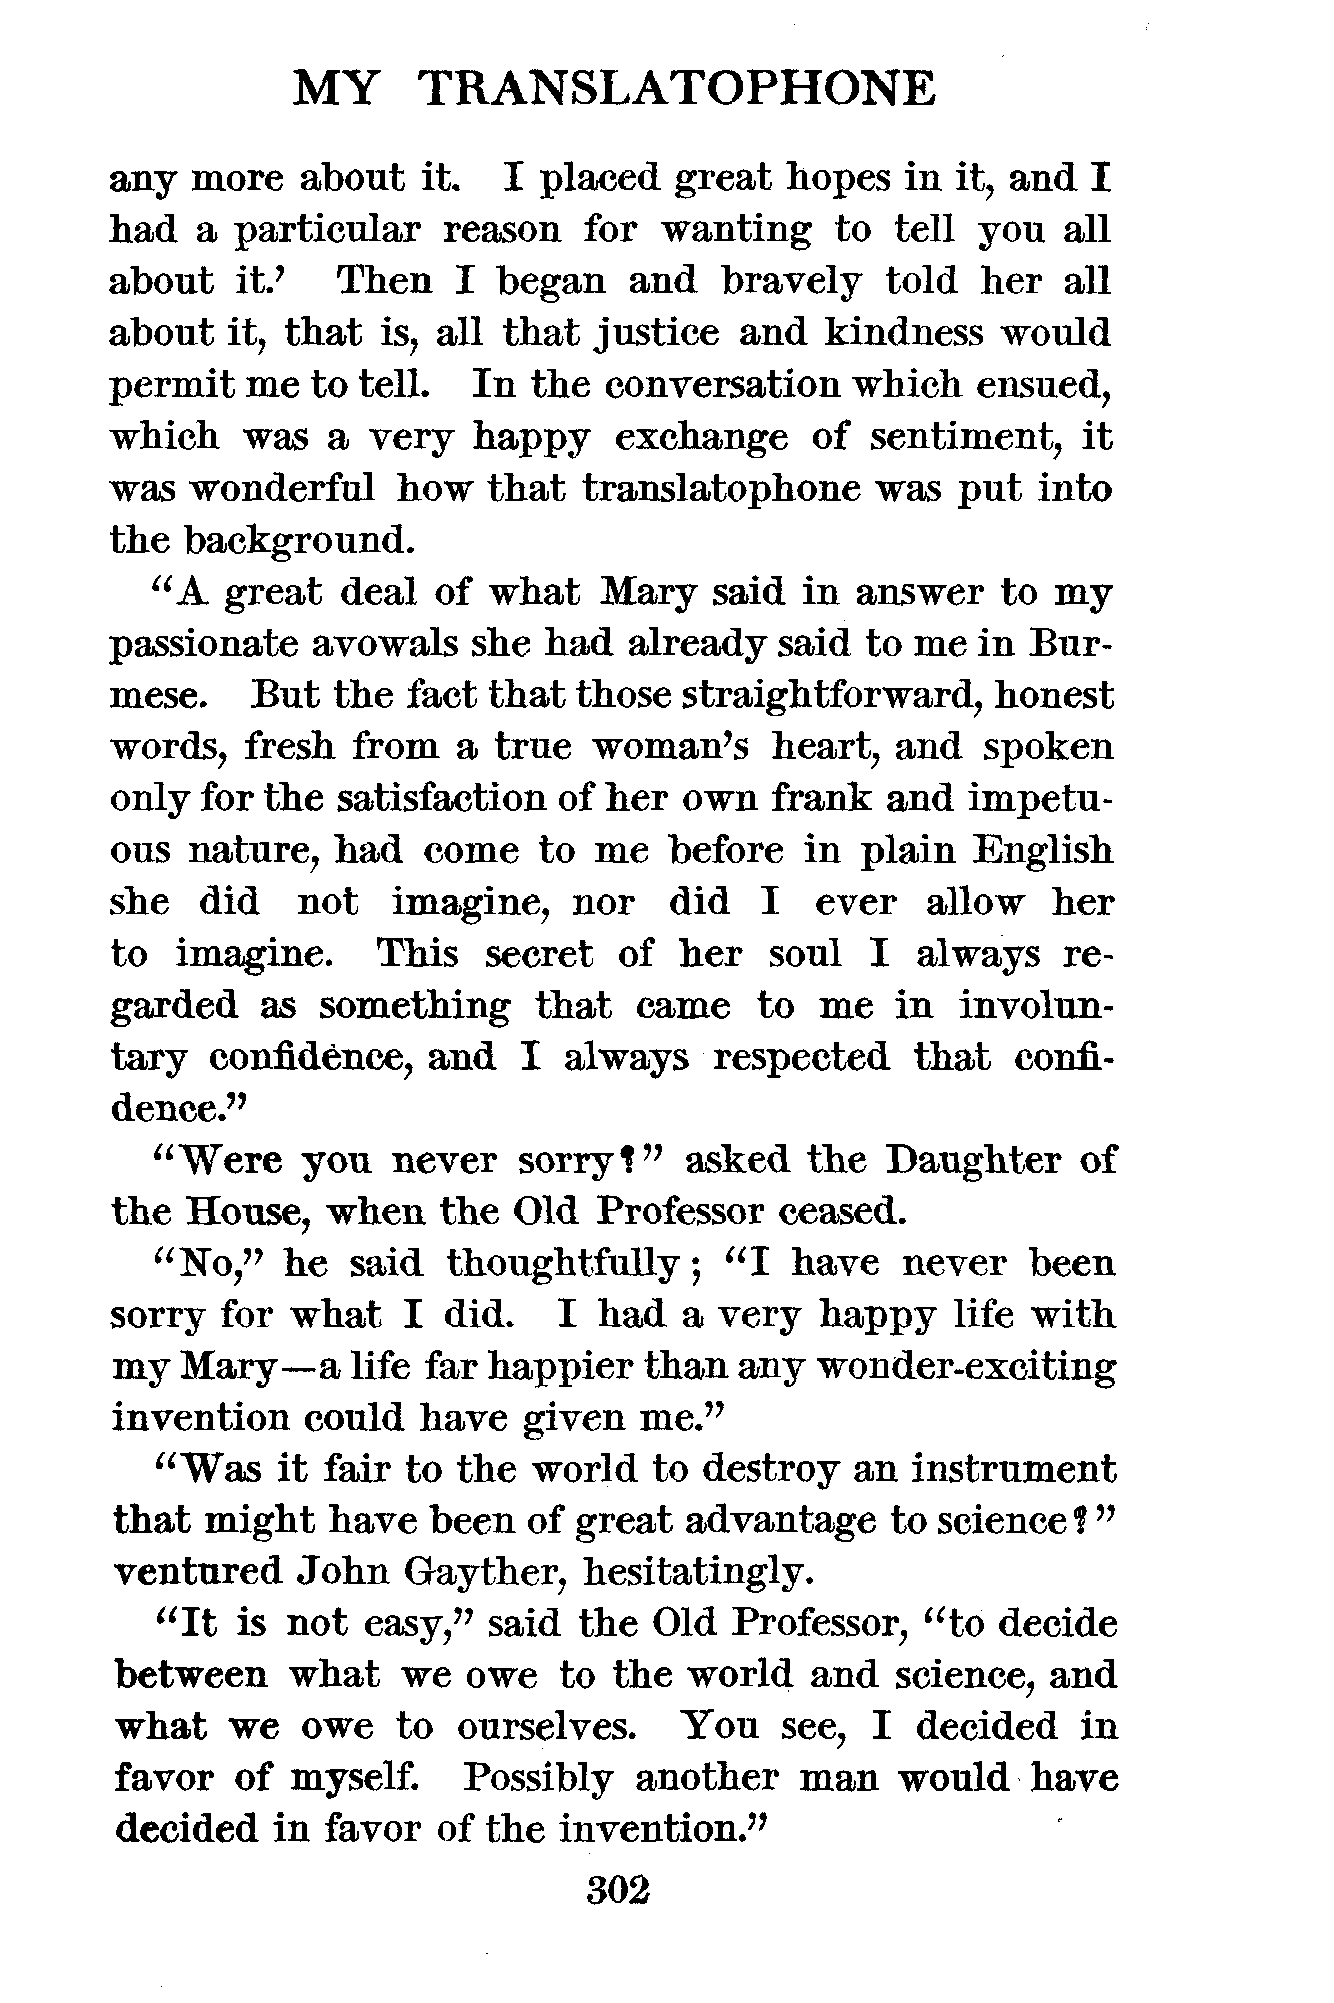 MY TRANSLATOPHONE
any more about it. I placed great hopes in it, and I
had a particular reason for wanting to tell you all
about it.’ Then I began and bravely told her all
about it, that is, all that justice and kindness would
permit me to tell. In the conversation which ensued,
which was a very happy exchange of sentiment, it
was wonderful how that translatophone was put into
the background.
“A great deal of what Mary said in answer to my
passionate avowals she had already said to me in Bur-
mese. But the fact that those straightforward, honest
words, fresh from a true woman’s heart, and spoken
only for the satisfaction of her own frank and impetu-
ous nature, had come to me before in plain English
she did not imagine, nor did I ever allow her
to imagine. This secret of her soul I always re-
garded as something that came to me in involun-
tary confidence, and I always respected that confi-
dence.”
“Were you never sorry?” asked the Daughter of
the House, when the Old Professor ceased.
“No,” he said thoughtfully; “I have never been
sorry for what I did. I had a very happy life with
my Mary—a life far happier than any wonder-exciting
invention could have given me.”
“Was it fair to the world to destroy an instrument
that might have been of great advantage to science?”
ventured John Gayther, hesitatingly.
“It is not easy,” said the Old Professor, “to decide
between what we owe to the world and science, and
what we owe to ourselves. You see, I decided in
favor of myself. Possibly another man would have
decided in favor of the invention.”
302